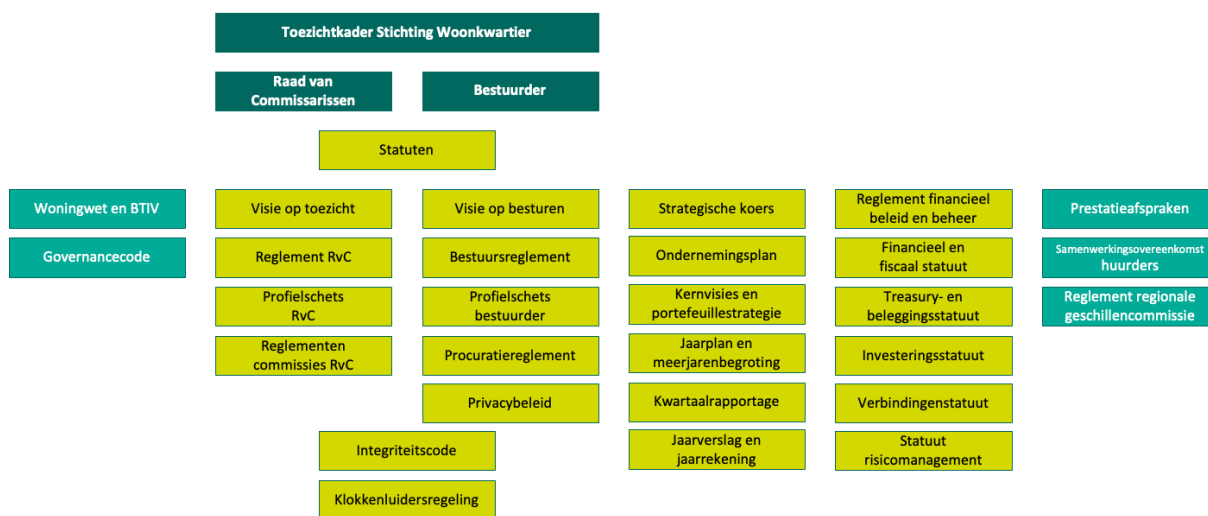 Toezichtkader Stichting Woonkwartier
Raad van
Commissarissen
Bestuurder
Statuten
Woningwet en BTIV
Governancecode
Visie op toezicht
Reglement RvC
Profielschets
RvC
Reglementen
commissies RvC
Visie op besturen
Bestuursreglement
Profielschets
bestuurder
Procuratiereglement
Privacybeleid
Integriteitscode
Klokkenluidersregeling
Strategische koers
Ondernemingsplan
Kernvisies en
portefeuillestrategie
Jaarplan en
meerjarenbegroting
Kwartaalrapportage
Jaarverslag en
jaarrekening
Reglement financieel
beleid en beheer
Financieel en
fiscaal statuut
Treasury- en
beleggingsstatuut
Investeringsstatuut
Verbindingenstatuut
Statuut
risicomanagement
Prestatieafspraken
Samenwerkingsovereenkomst
huurders
Reglement regionale
geschillencommissie